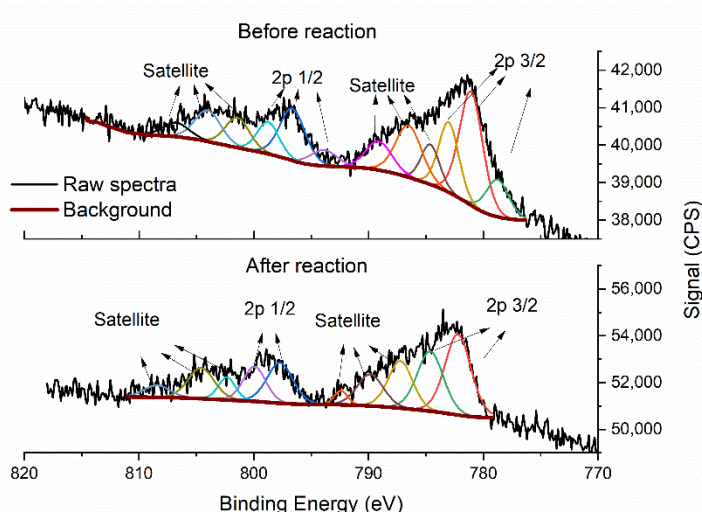 Before reaction
Satellite
2p 1/2
Satellite
2p 3/2
42,000
41,000
40,000
39,000
38,000
Raw spectra
Background
After reaction
Satellite
2p 1/2
Satellite
2p 3/2
56,000
54,000
52,000
50,000
Signal (CPS)
820 810 800 790 780 770
Binding Energy (eV)